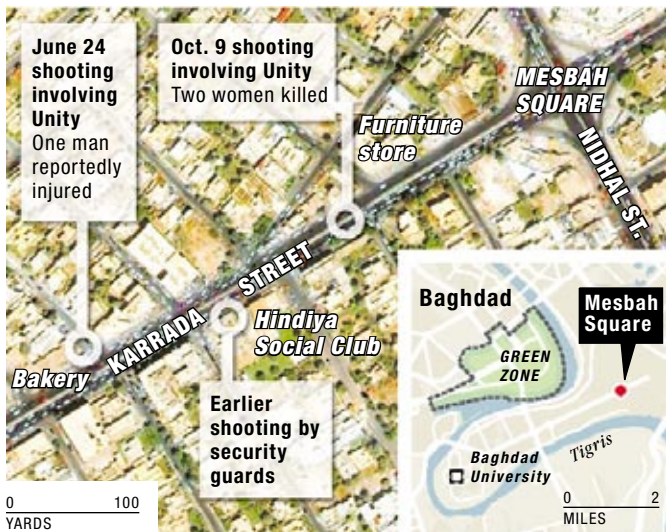 June 24
shooting
involving
Unity
One man
reportedly
injured
Oct. 9 shooting
involving Unity
Two women killed
MESBAH
SQUARE
Furniture
store
NIDHAL ST.
KARRADA STREET
Hindiya
Social Club
Bakery
Earlier
shooting by
security
guards
0 100
YARDS
Baghdad
Mesbah
Square
GREEN
ZONE
Tigris
Baghdad
University
0 2
MILES